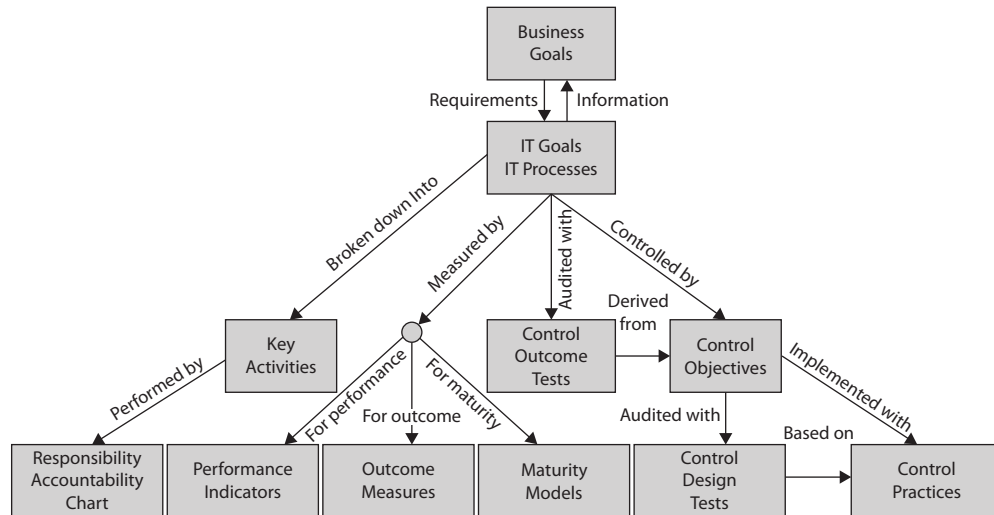 Business
Goals
Requirements
Information
IT Goals
IT Processes
Broken down Into
Measured by
Audited with
Controlled by
Derived
from
Key
Activities
Control
Outcome
Tests
Control
Objectives
Performed by
For performance
For outcome
For maturity
Audited with
Implemented with
Based on
Responsibility
Accountability
Chart
Performance
Indicators
Outcome
Measures
Maturity
Models
Control
Design
Tests
Control
Practices